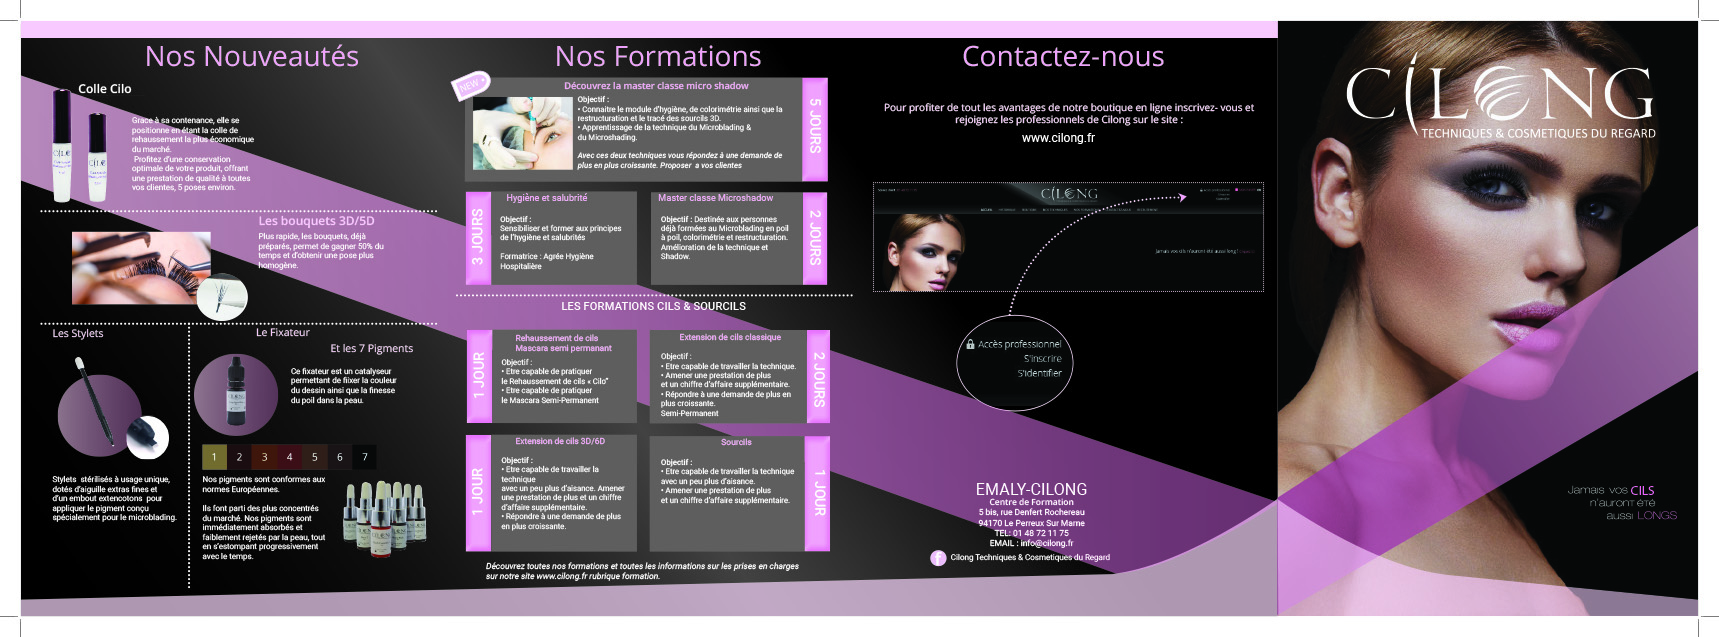 Nos Nouveautés
Colle Cilo
Grace à sa contenance, elle se
positionne en étant la colle de
rehaussement la plus économique
du marché.
Profitez d'une conservation
optimale de votre produit, offrant
une prestation de qualité à toutes
vos clientes, 5 poses environ.
Les bouquets 3D/5D
Plus rapide, les bouquets, déjà
préparés, permet de gagner 50% du
temps et d'obtenir une pose plus
homogène.
Les Stylets
Stylets stérilisés à usage unique,
dotés d'aiguille extras fines et
d'un embout extencotons pour
appliquer le pigment conçu
spécialement pour le microblading.
Le Fixateur
Et les 7 Pigments
Ce fixateur est un catalyseur
permettant de fiixer la couleur
du dessin ainsi que la finesse
du poil dans la peau.
1 2 3 4 5 6 7
Nos pigments sont conformes aux
normes Européennes.
Ils font parti des plus concentrés
du marché. Nos pigments sont
immédiatement absorbés et
faiblement rejetés par la peau, tout
en s'estompant progressivement
avec le temps.
Nos Formations
NEW
Découvrez la master classe micro shadow
Objectif :
• Connaitre le module d'hygiène, de colorimétrie ainsi que la
restructuration et le tracé des sourcils 3D.
• Apprentissage de la technique du Microblading &
du Microshading.
Avec ces deux techniques vous répondez à une demande de
plus en plus croissante. Proposer a vos clientes
5 JOURS
3 JOURS
Hygiène et salubrité
Objectif :
Sensibiliser et former aux principes
de l'hygiène et salubrités
Formatrice : Agrée Hygiène
Hospitalière
Master classe Microshadow
Objectif : Destinée aux personnes
déjà formées au Microblading en poil
à poil, colorimétrie et restructuration.
Amélioration de la technique et
Shadow.
2 JOURS
LES FORMATIONS CILS & SOURCILS
1 JOUR
Rehaussement de cils
Mascara semi permanant
Objectif :
• Etre capable de pratiquer
le Rehaussement de cils « Cilo"
• Etre capable de pratiquer
le Mascara Semi-Permanent
Extension de cils classique
Objectif :
• Etre capable de travailler la technique.
• Amener une prestation de plus
et un chiffre d'affaire supplémentaire.
• Répondre à une demande de plus en
plus croissante.
Semi-Permanent
2 JOURS
1 JOUR
Extension de cils 3D/6D
Objectif :
• Etre capable de travailler la
technique
avec un peu plus d'aisance. Amener
une prestation de plus et un chiffre
d'affaire supplémentaire.
• Répondre à une demande de plus
en plus croissante.
Sourcils
Objectif :
• Etre capable de travailler la technique
avec un peu plus d'aisance.
• Amener une prestation de plus
et un chiffre d'affaire supplémentaire.
1 JOUR
Découvrez toutes nos formations et toutes les informations sur les prises en charges
sur notre site www.cilong.fr rubrique formation.
Contactez-nous
Pour profiter de tout les avantages de notre boutique en ligne inscrivez- vous et
rejoignez les professionnels de Cilong sur le site :
www.cilong.fr
CILONG
Jamais vos cils n'auront été aussi long !
Accès professionnel
S'inscrire
S'identifier
EMALY-CILONG
Centre de Formation
5 bis, rue Denfert Rochereau
94170 Le Perreux Sur Marne
TEL: 01 48 72 11 75
EMAIL : info@cilong.fr
f Cilong Techniques & Cosmetiques du Regard
CILONG
TECHNIQUES & COSMETIQUES DU REGARD
Jamais vos CILS
n'auront été
aussi LONGS